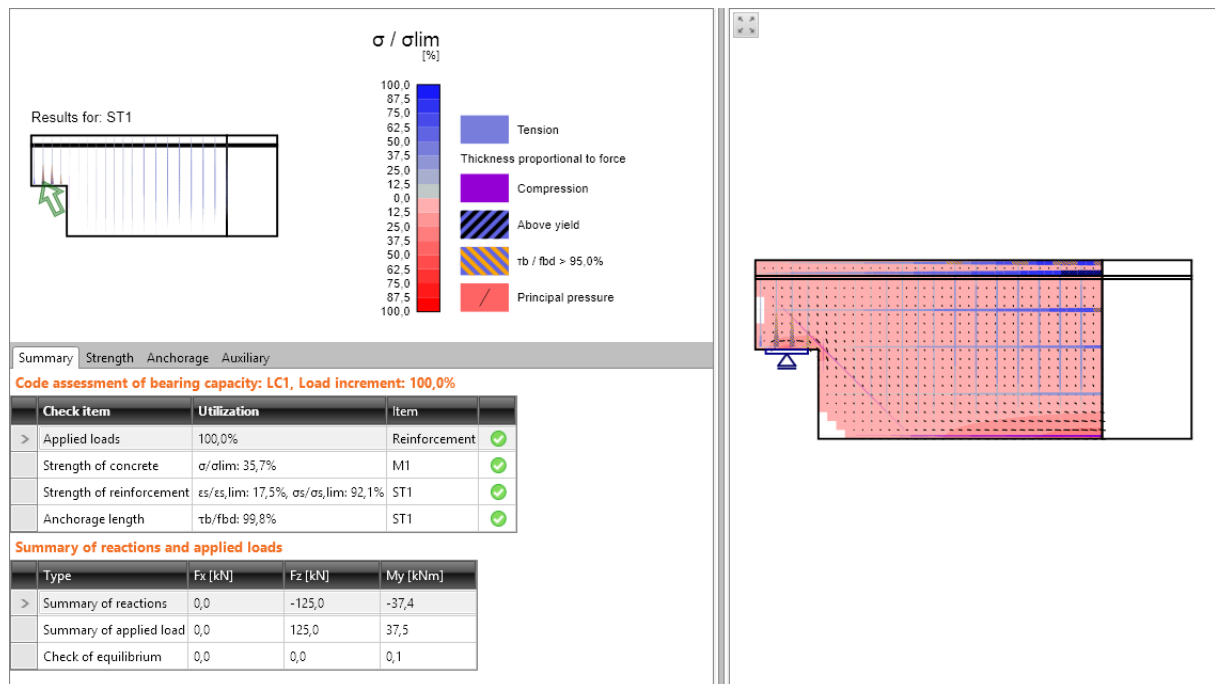 σ / σlim
[%]
Results for: ST1
100,0
87,5
75,0
62,5
50,0
37,5
25,0
12,5
0,0
12,5
25,0
37,5
50,0
62,5
75,0
87,5
100,0
Tension
Thickness proportional to force
Compression
Above yield
τb / fbd > 95,0%
Principal pressure
Summary Strength Anchorage Auxiliary
Code assessment of bearing capacity: LC1, Load increment: 100,0%
Check item Utilization Item
> Applied loads 100,0% Reinforcement
Strength of concrete σ/σlim: 35,7% M1
Strength of reinforcement εs/εs,lim: 17,5%, σs/σs,lim: 92,1% ST1
Anchorage length τb/fbd: 99,8% ST1
Summary of reactions and applied loads
Type Fx [kN] Fz [kN] My [kNm]
> Summary of reactions 0,0 -125,0 -37,4
Summary of applied load 0,0 125,0 37,5
Check of equilibrium 0,0 0,0 0,1